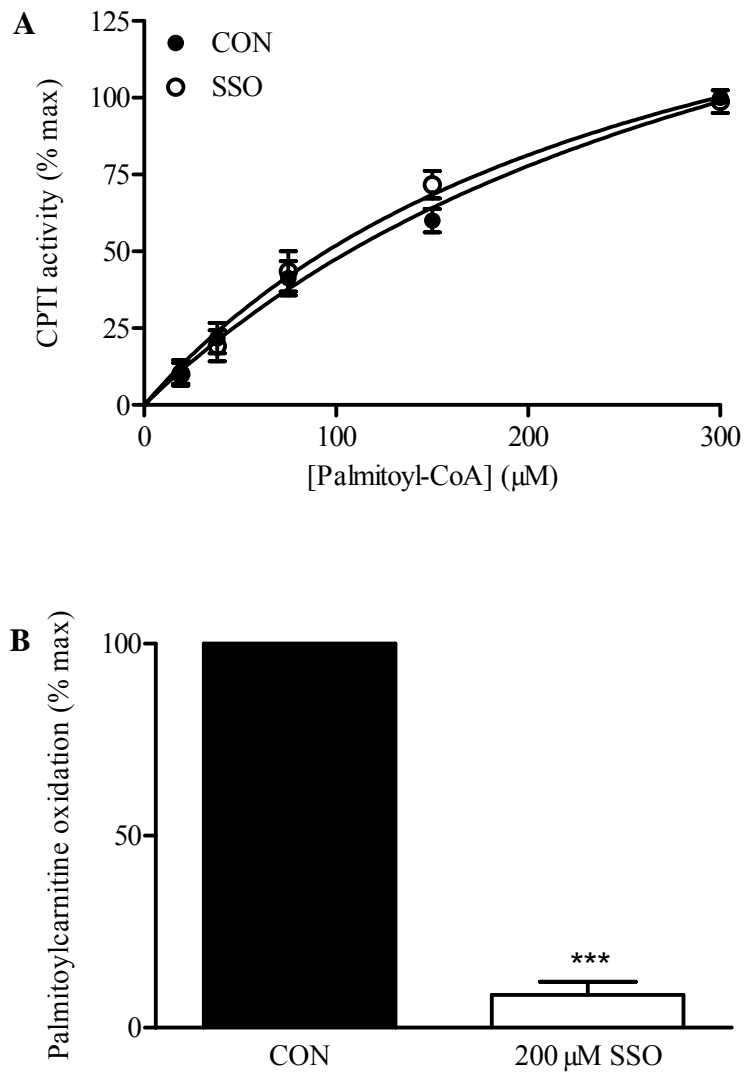 A
125
100
75
50
25
0
CPTI activity (% max)
CON
SSO
0
100
200
300
[Palmitoyl-CoA] (μM)
B
100
50
0
Palmitoylcarnitine oxidation (% max)
***
CON
200 μM SSO